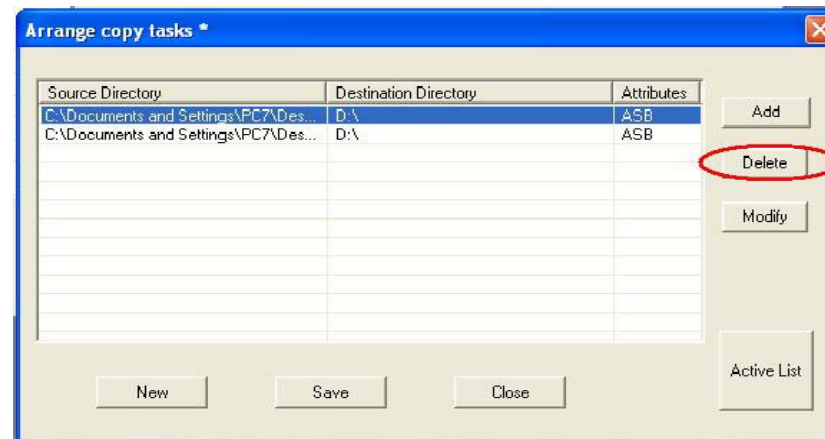 Arrange copy tasks *
Source Directory Destination Directory Attributes
C:\Documents and Settings\PC7\Des... D:\ ASB
C:\Documents and Settings\PC7\Des... D:\ ASB
Add
Delete
Modify
Active List
New Save Close